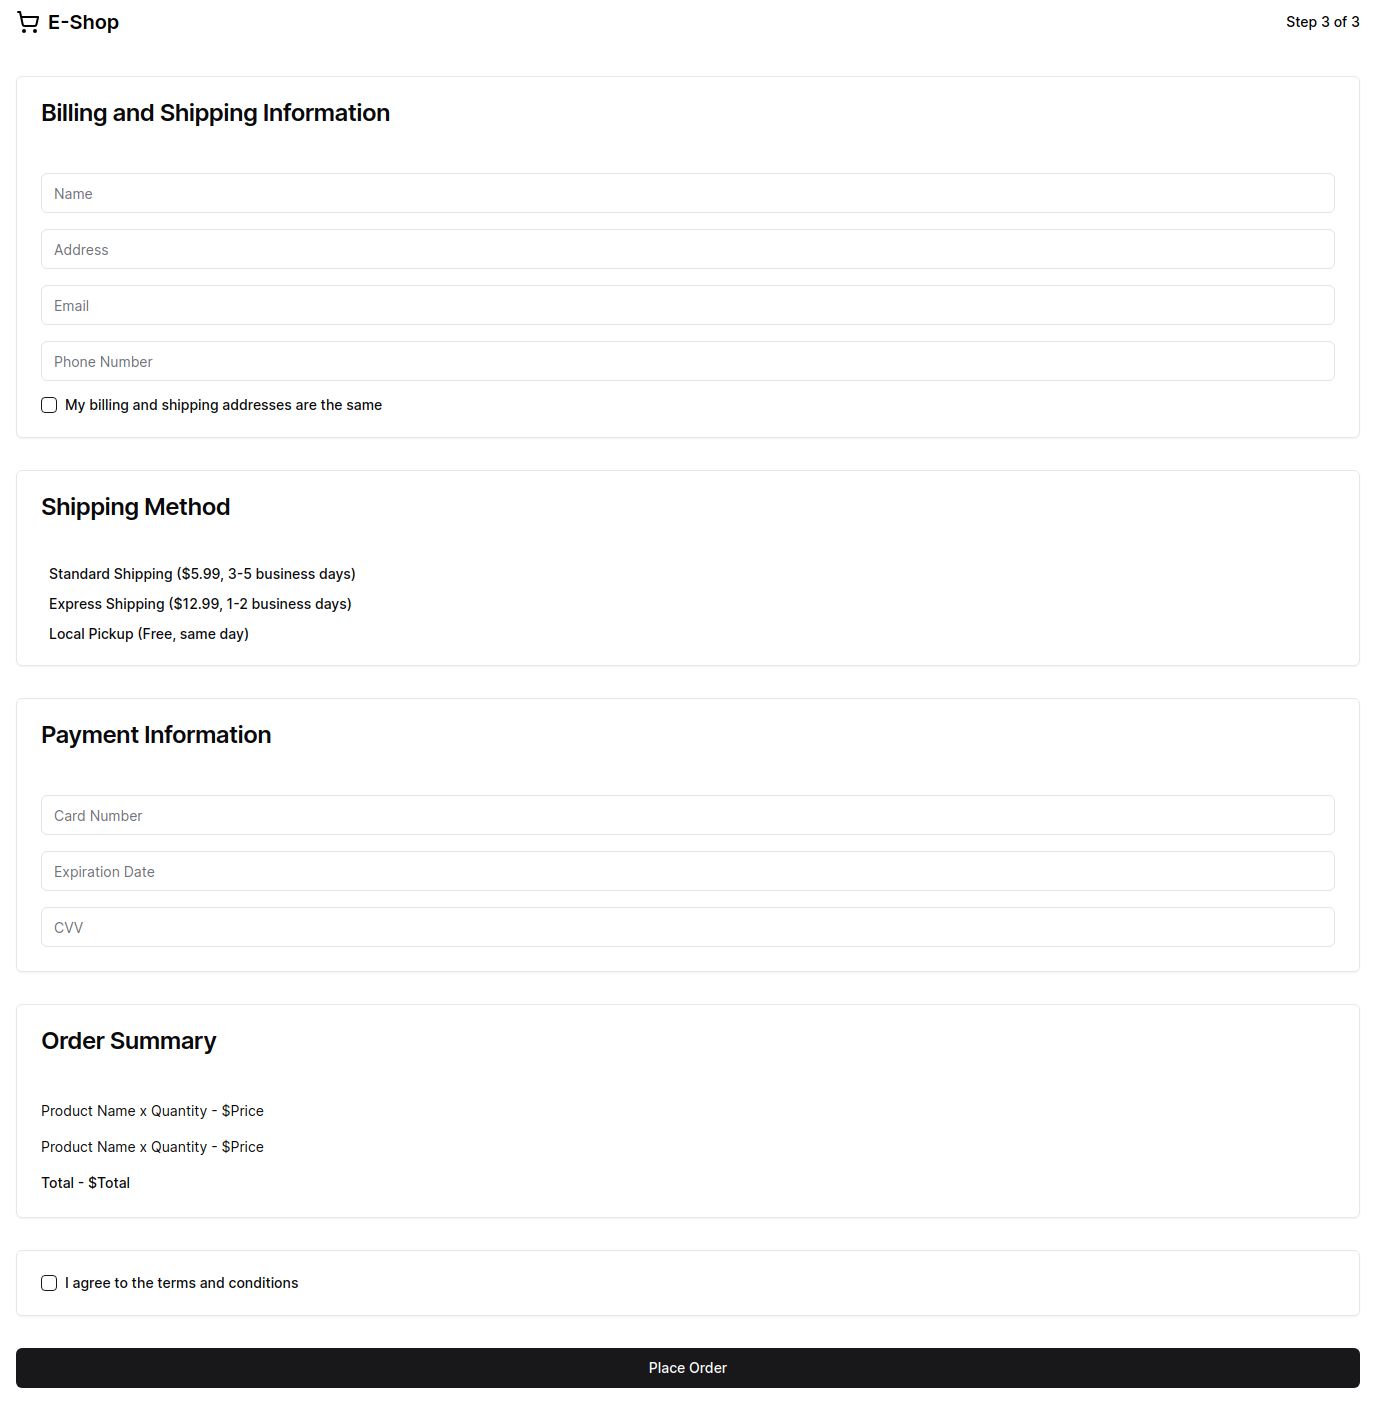 E-Shop
Step 3 of 3
Billing and Shipping Information
Name
Address
Email
Phone Number
My billing and shipping addresses are the same
Shipping Method
Standard Shipping ($5.99, 3-5 business days)
Express Shipping ($12.99, 1-2 business days)
Local Pickup (Free, same day)
Payment Information
Card Number
Expiration Date
CVV
Order Summary
Product Name x Quantity - $Price
Product Name x Quantity - $Price
Total - $Total
I agree to the terms and conditions
Place Order